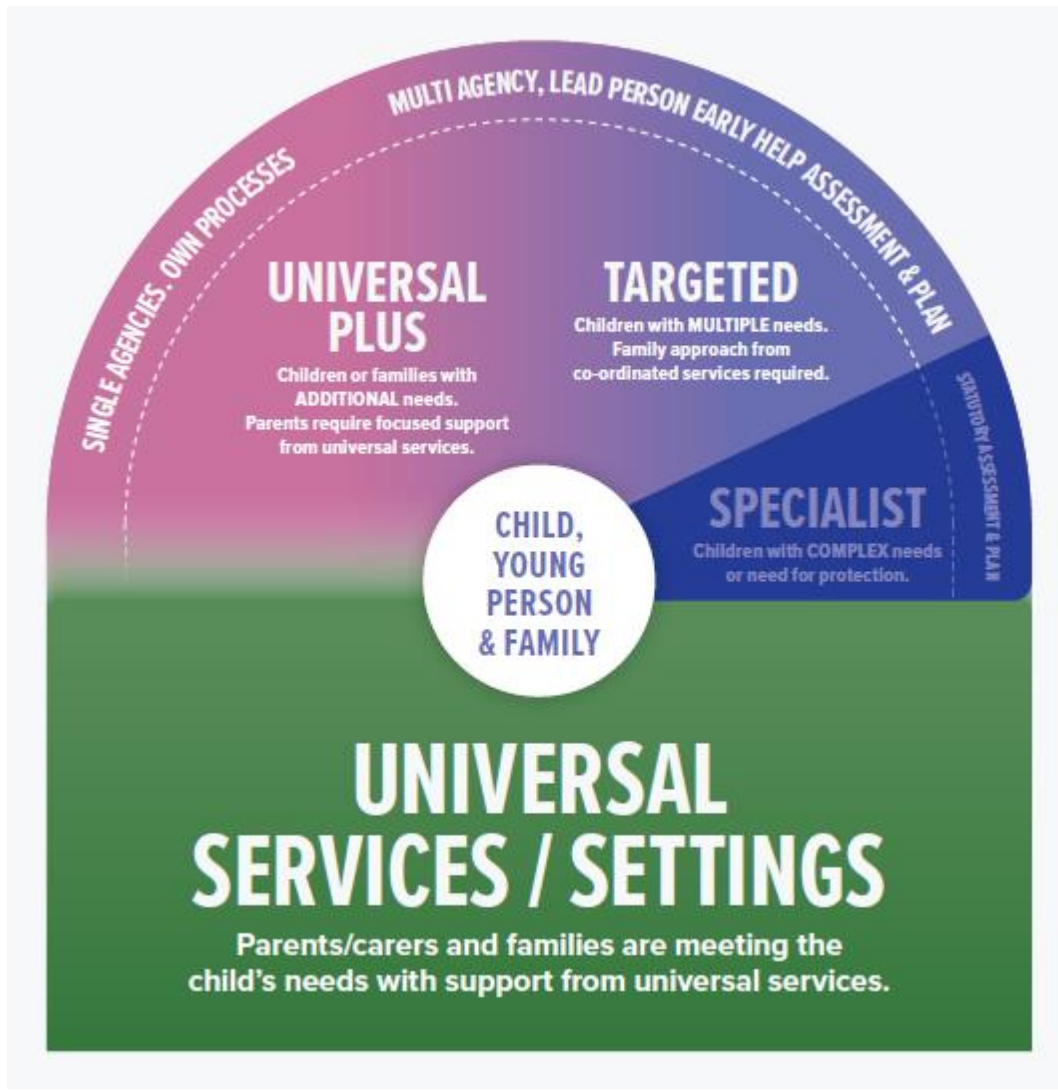 SINGLE AGENCIES, OWN PROCESSES
MULTI AGENCY, LEAD PERSON EARLY HELP ASSESSMENT & PLAN
UNIVERSAL
PLUS
Children or families with
ADDITIONAL needs.
Parents require focused support
from universal services.
TARGETED
Children with MULTIPLE needs.
Family approach from
co-ordinated services required.
STATUTORY ASSESSMENT & PLAN
SPECIALIST
Children with COMPLEX needs
or need for protection.
CHILD,
YOUNG
PERSON
& FAMILY
UNIVERSAL
SERVICES / SETTINGS
Parents/carers and families are meeting the
child's needs with support from universal services.